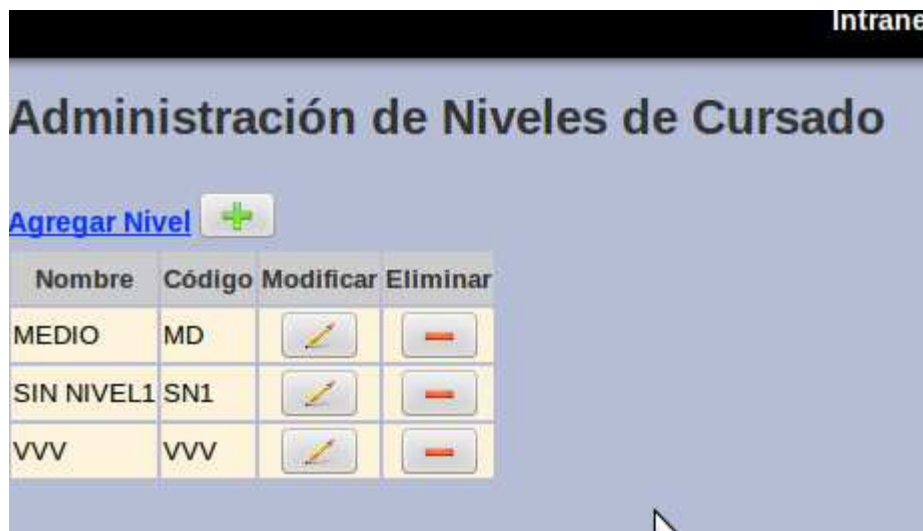 Intrane
Administración de Niveles de Cursado
Agregar Nivel
Nombre Código Modificar Eliminar
MEDIO MD
SIN NIVEL1 SN1
VVV VVV